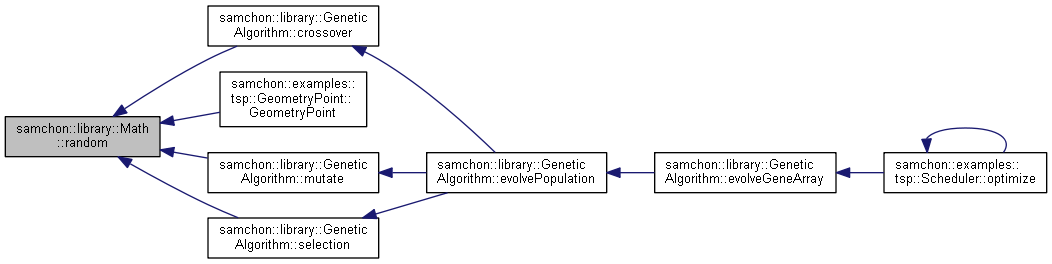 samchon::library::Genetic
Algorithm::crossover
samchon::examples::
tsp::GeometryPoint::
GeometryPoint
samchon::library::Math
::random
samchon::library::Genetic
Algorithm::mutate
samchon::library::Genetic
Algorithm::evolvePopulation
samchon::library::Genetic
Algorithm::evolveGeneArray
samchon::examples::
tsp::Scheduler::optimize
samchon::library::Genetic
Algorithm::selection